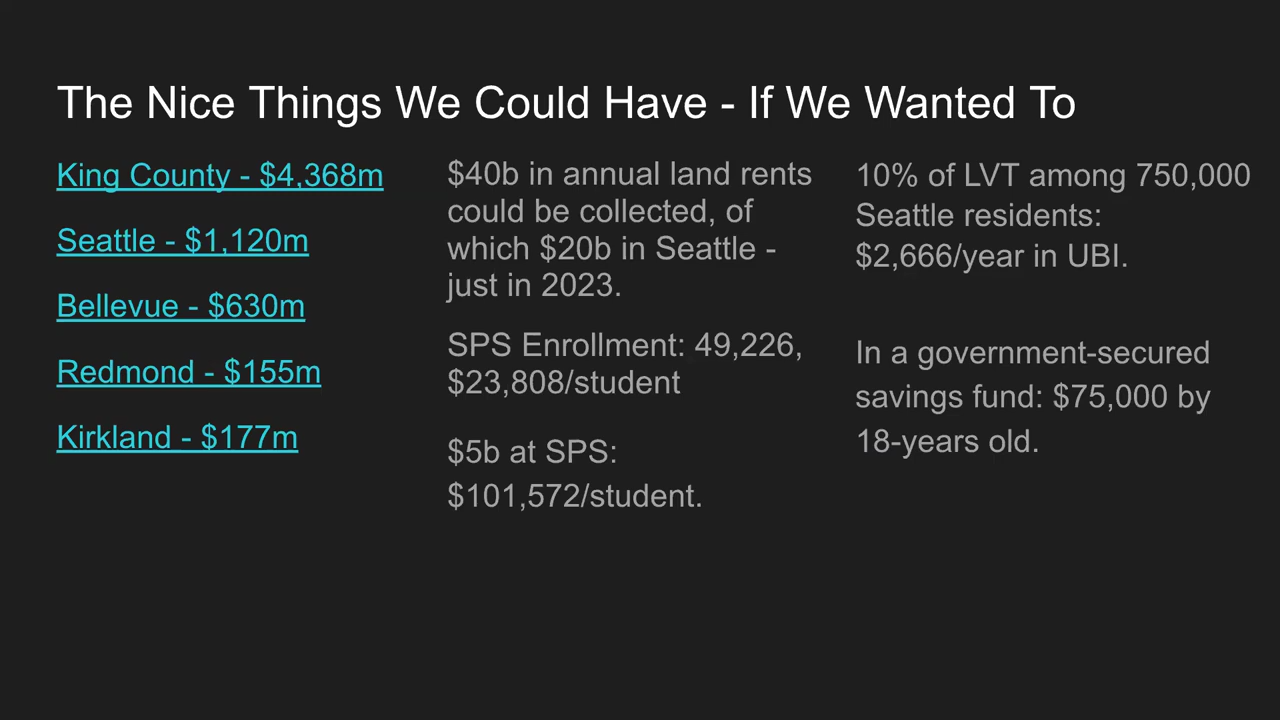 The Nice Things We Could Have - If We Wanted To
King County - $4,368m
Seattle - $1,120m
Bellevue - $630m
Redmond - $155m
Kirkland - $177m
$40b in annual land rents
could be collected, of
which $20b in Seattle -
just in 2023.
SPS Enrollment: 49,226,
$23,808/student
$5b at SPS:
$101,572/student.
10% of LVT among 750,000
Seattle residents:
$2,666/year in UBI.
In a government-secured
savings fund: $75,000 by
18-years old.